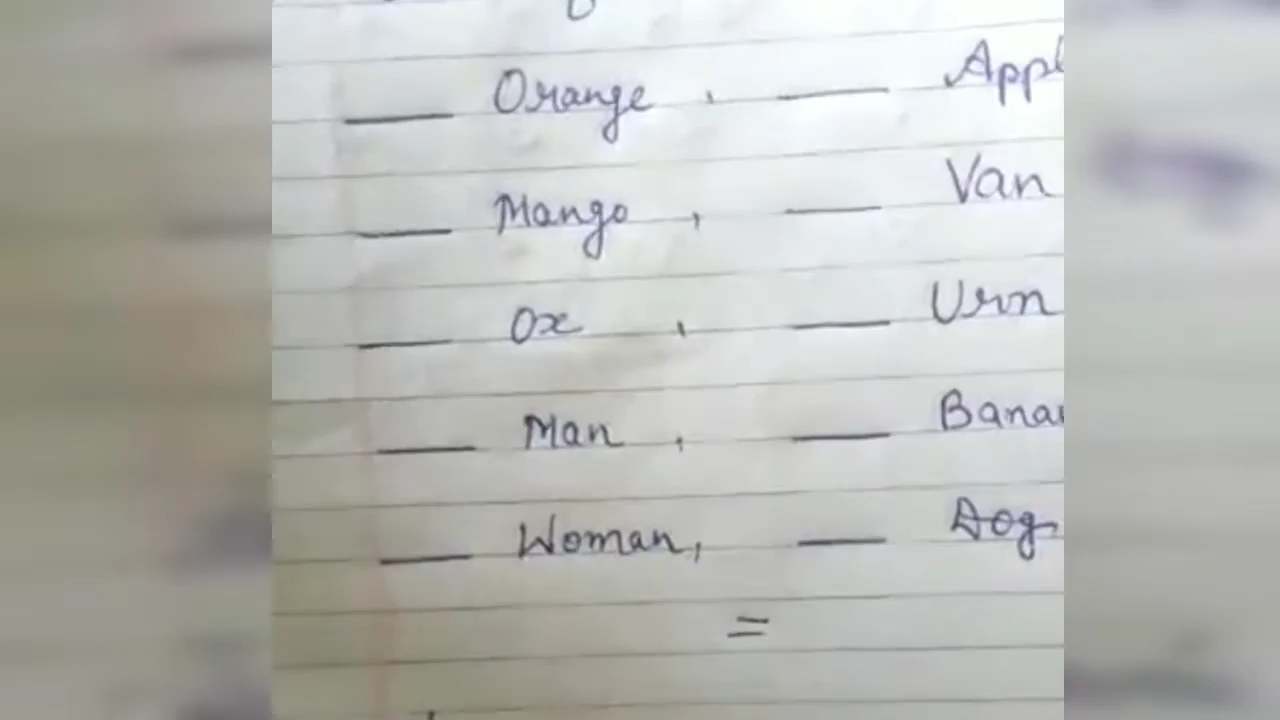 ___ Orange , ___ Appl
___ Mango , ___ Van
___ Ox , ___ Urn
___ Man , ___ Bana
___ Woman, ___ Dog
=